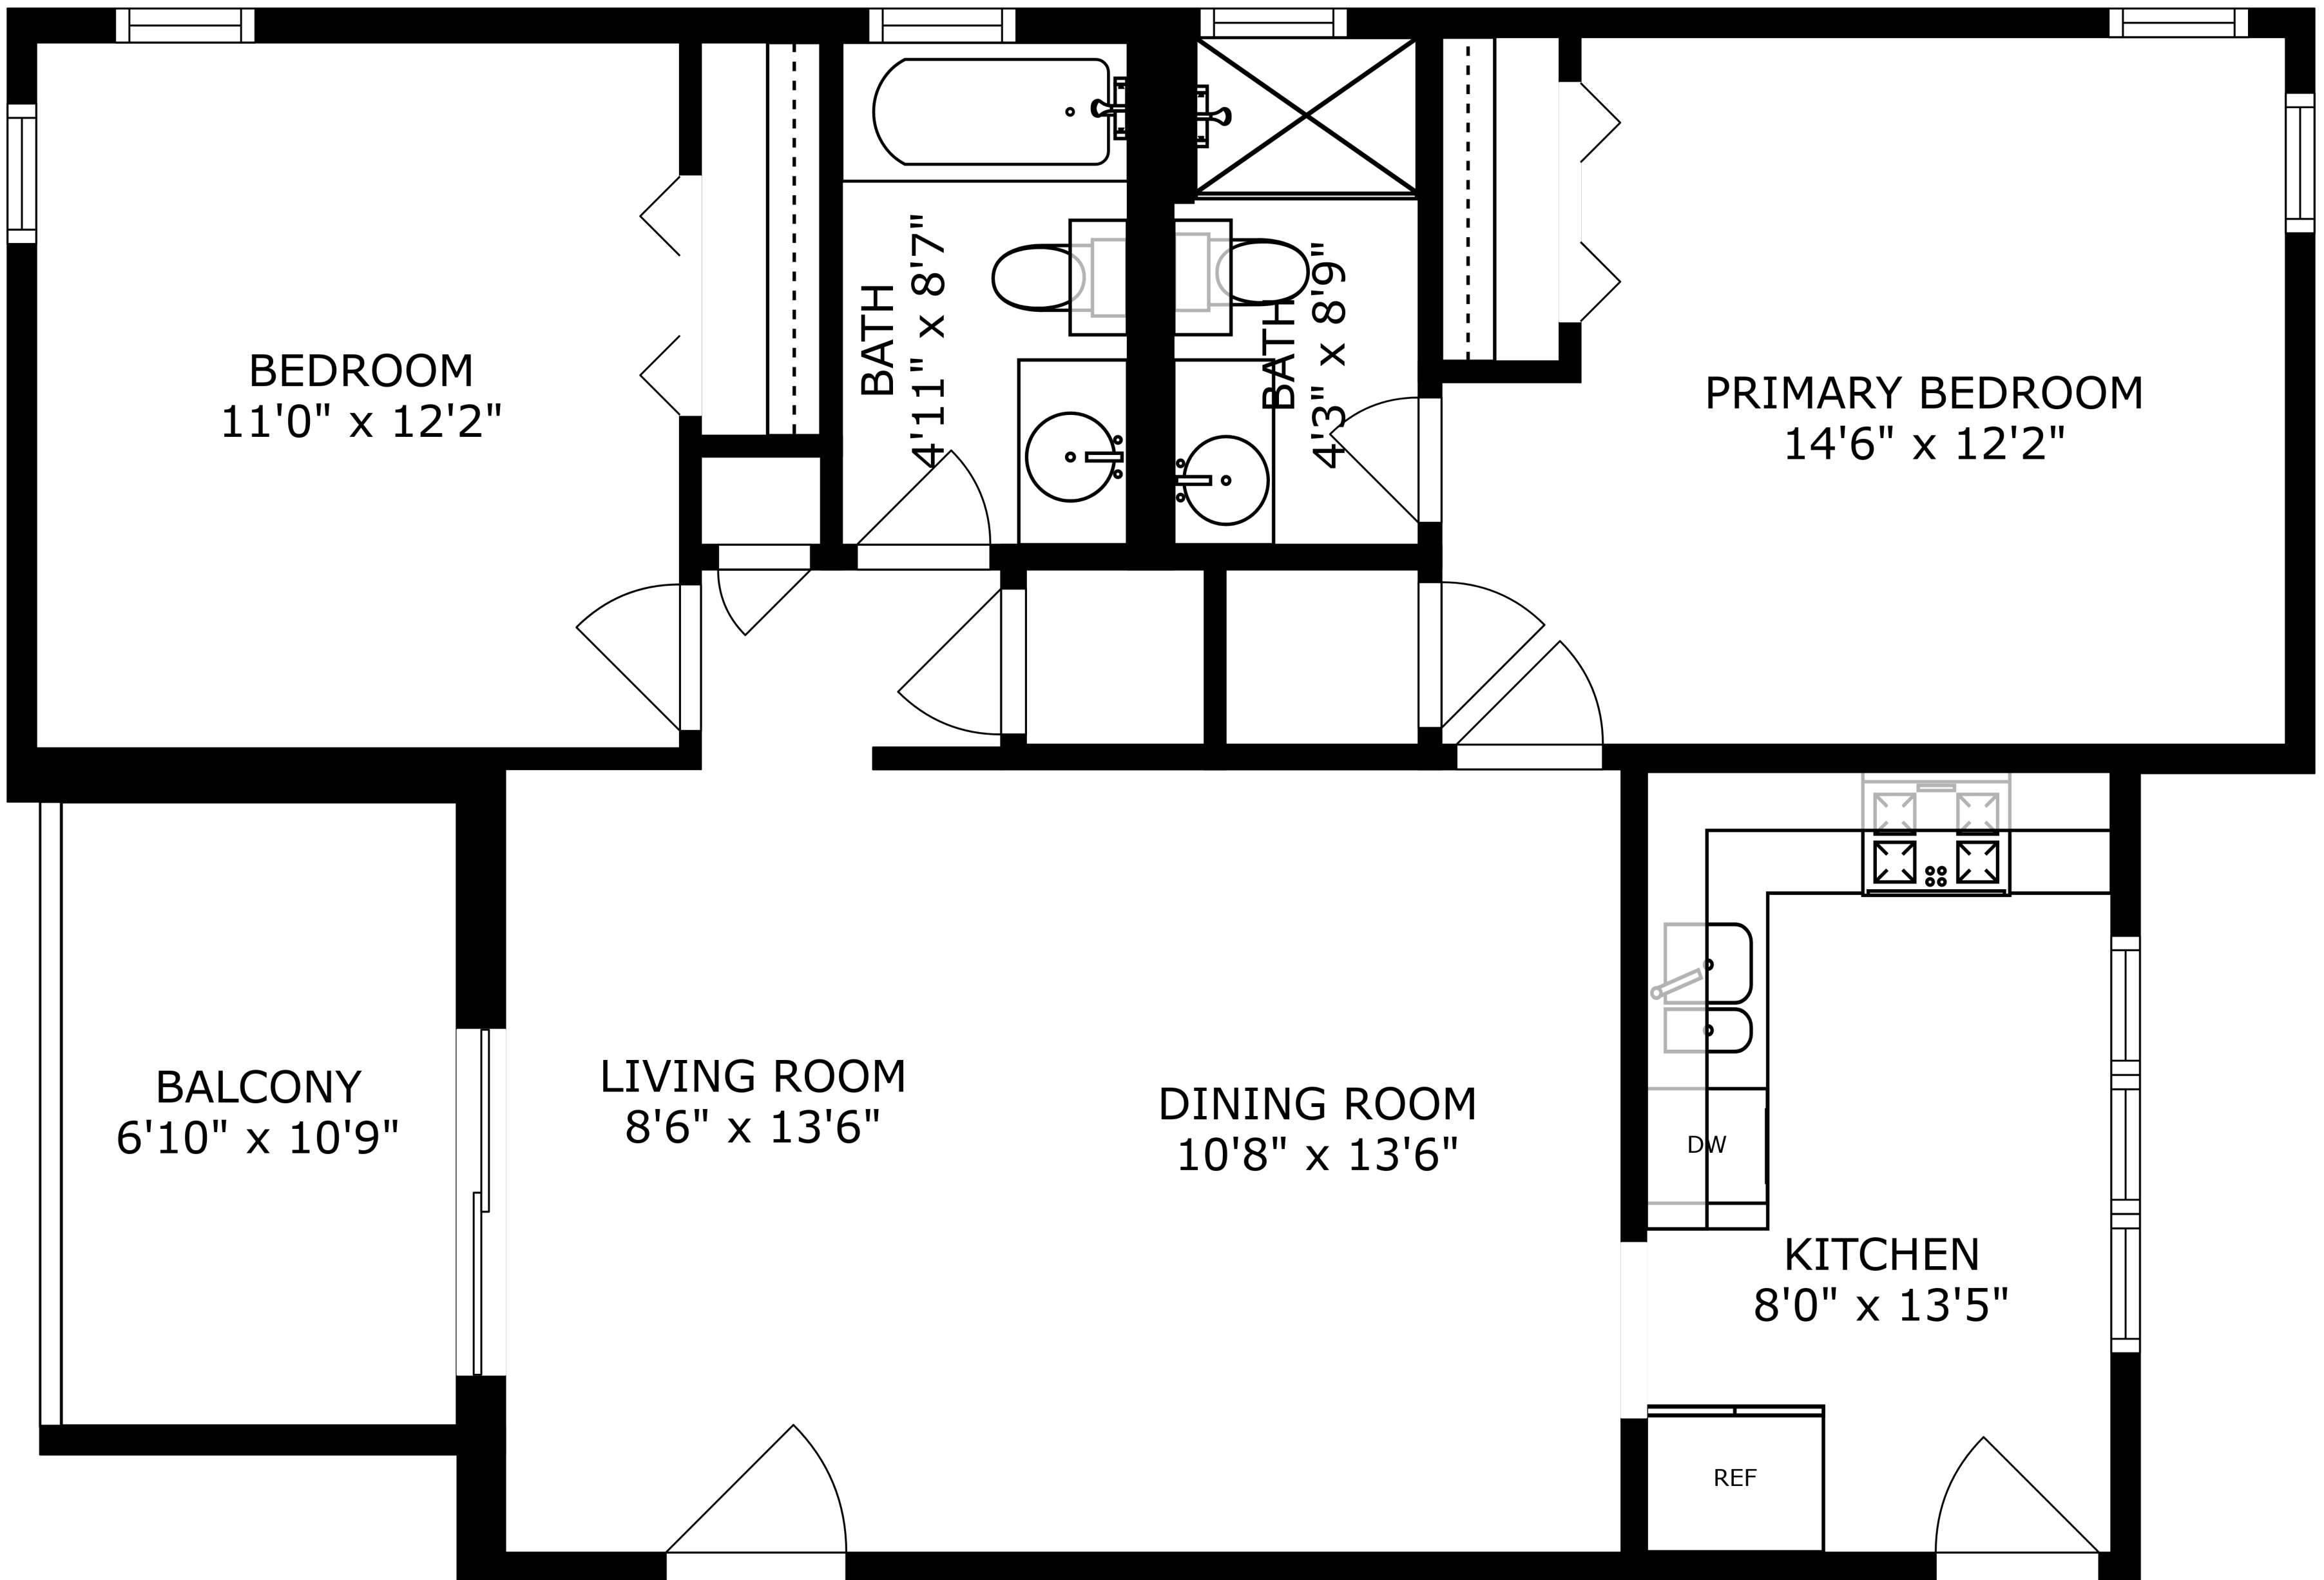 BEDROOM
11'0" x 12'2"
BATH
4'11" x 8'7"
BATH
4'3" x 8'9"
PRIMARY BEDROOM
14'6" x 12'2"
BALCONY
6'10" x 10'9"
LIVING ROOM
8'6" x 13'6"
DINING ROOM
10'8" x 13'6"
DW
KITCHEN
8'0" x 13'5"
REF